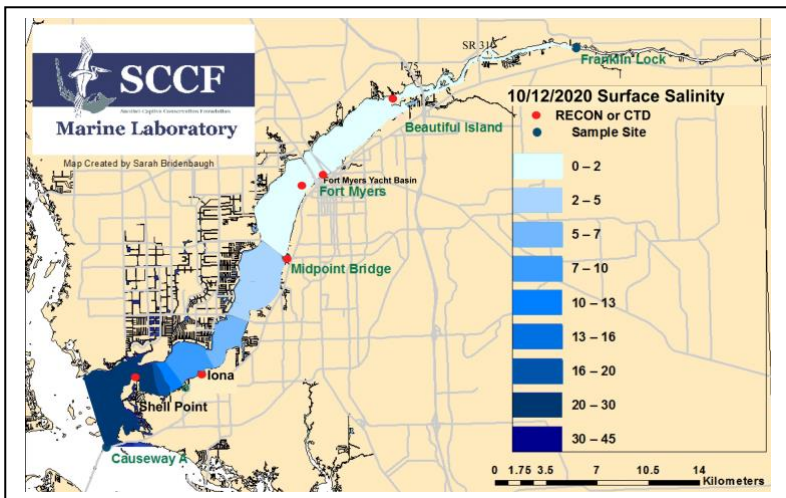 SCCF
Sanibel-Captiva Conservation Foundation
Marine Laboratory
Map Created by Sarah Bridenbaugh
SR 31
I-75
Franklin Lock
Beautiful Island
Fort Myers Yacht Basin
Fort Myers
Midpoint Bridge
Iona
Shell Point
Causeway A
10/12/2020 Surface Salinity
RECON or CTD
Sample Site
0 – 2
2 – 5
5 – 7
7 – 10
10 – 13
13 – 16
16 – 20
20 – 30
30 – 45
0 1.75 3.5 7 10.5 14
Kilometers